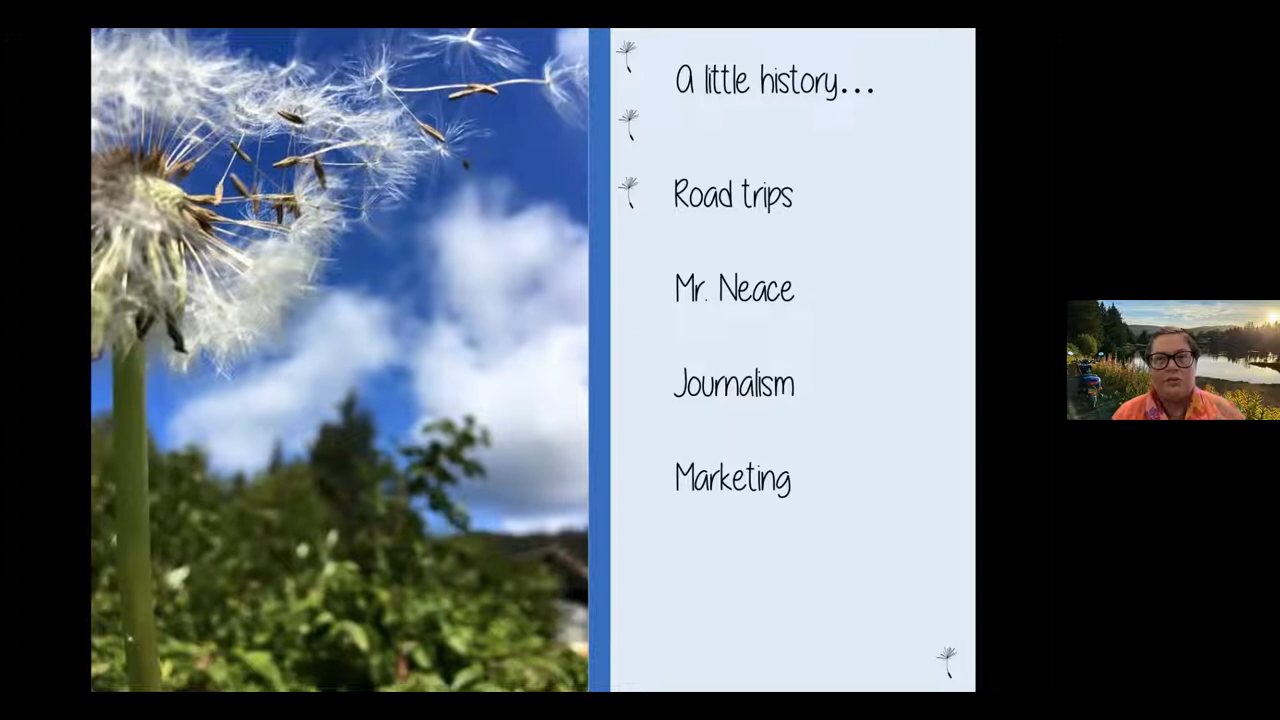 A little history...
Road trips
Mr. Neace
Journalism
Marketing